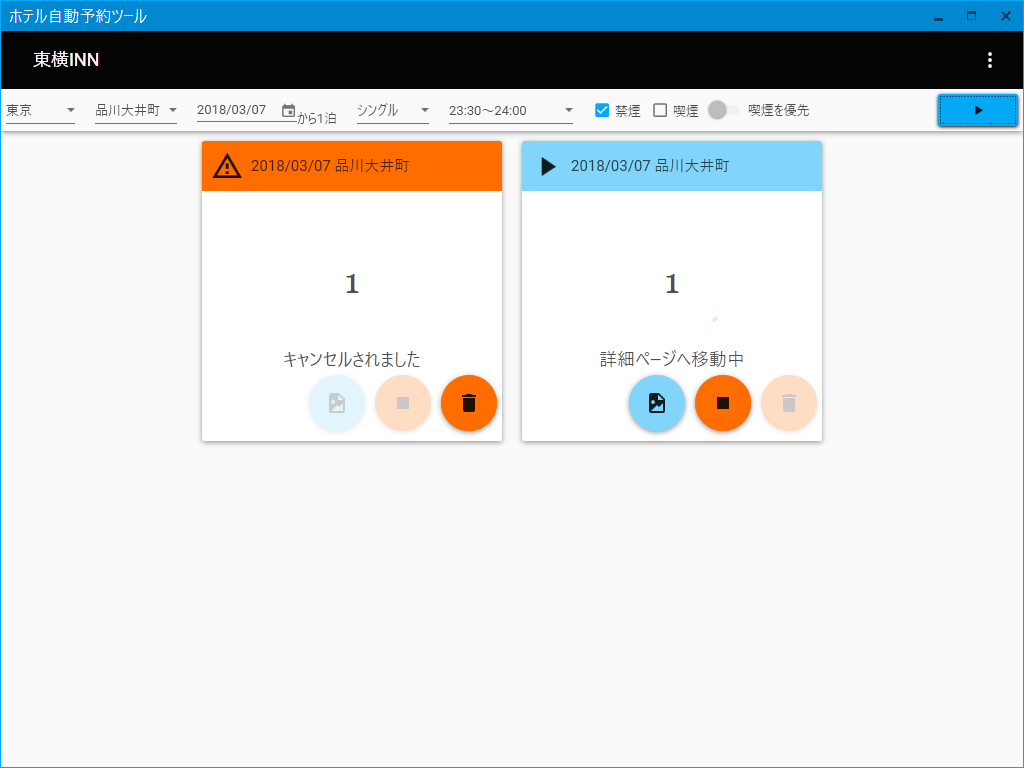 ホテル自動予約ツール
東横INN
東京 品川大井町 2018/03/07 から1泊 シングル 23:30～24:00 禁煙 喫煙 喫煙を優先
2018/03/07 品川大井町
1
キャンセルされました
2018/03/07 品川大井町
1
詳細ページへ移動中